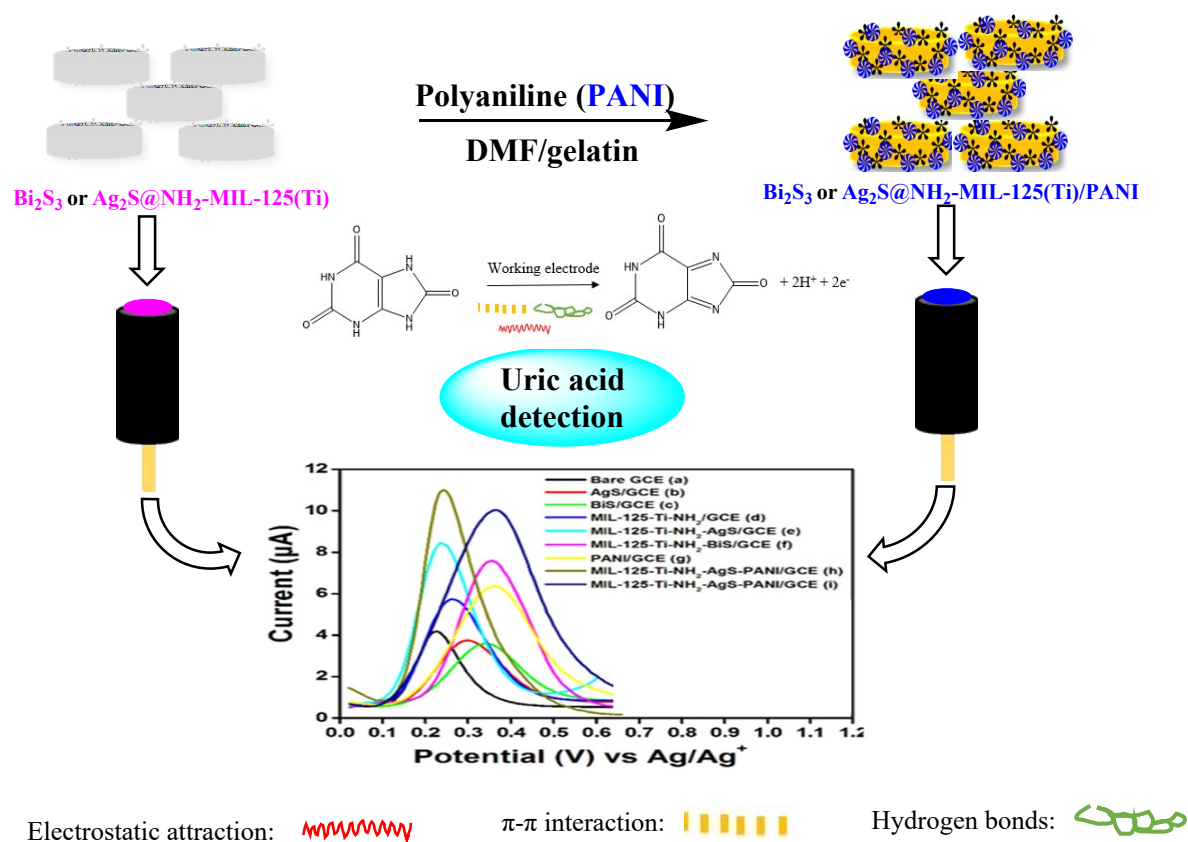 Polyaniline (PANI)
DMF/gelatin
Bi₂S₃ or Ag₂S@NH₂-MIL-125(Ti)
Bi₂S₃ or Ag₂S@NH₂-MIL-125(Ti)/PANI
O
NH
O
N
H
H
N
N
H
O
Working electrode
O
NH
O
N
H
N
N
O
+ 2H⁺ + 2e⁻
Uric acid
detection
12
10
8
6
4
2
0
Current (µA)
Bare GCE (a)
AgS/GCE (b)
BiS/GCE (c)
MIL-125-Ti-NH₂/GCE (d)
MIL-125-Ti-NH₂-AgS/GCE (e)
MIL-125-Ti-NH₂-BiS/GCE (f)
PANI/GCE (g)
MIL-125-Ti-NH₂-AgS-PANI/GCE (h)
MIL-125-Ti-NH₂-AgS-PANI/GCE (i)
0.0 0.1 0.2 0.3 0.4 0.5 0.6 0.7 0.8 0.9 1.0 1.1 1.2
Potential (V) vs Ag/Ag⁺
Electrostatic attraction:
π-π interaction:
Hydrogen bonds: